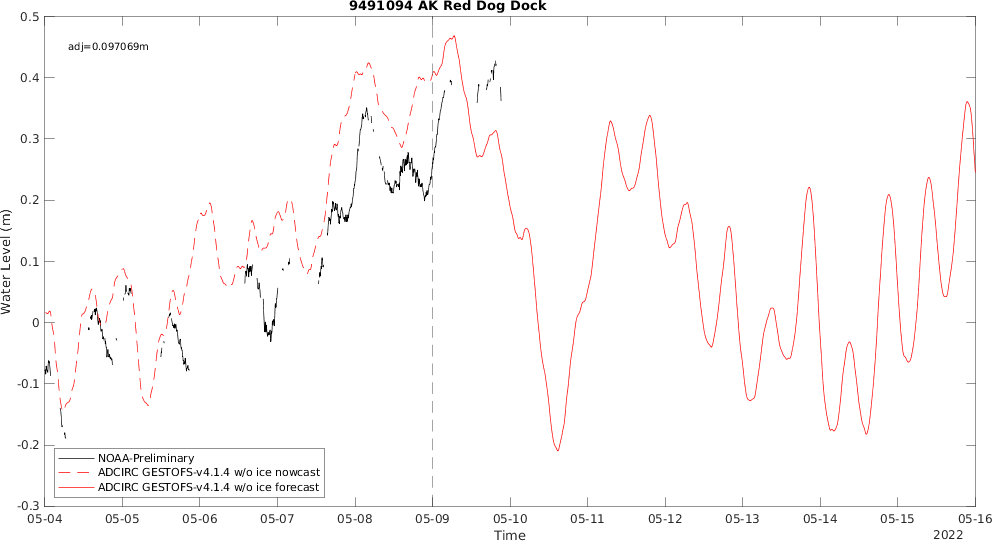 9491094 AK Red Dog Dock
adj=0.097069m
0.5
0.4
0.3
0.2
0.1
0
-0.1
-0.2
-0.3
Water Level (m)
NOAA-Preliminary
ADCIRC GESTOFS-v4.1.4 w/o ice nowcast
ADCIRC GESTOFS-v4.1.4 w/o ice forecast
05-04 05-05 05-06 05-07 05-08 05-09 05-10 05-11 05-12 05-13 05-14 05-15 05-16
Time
2022